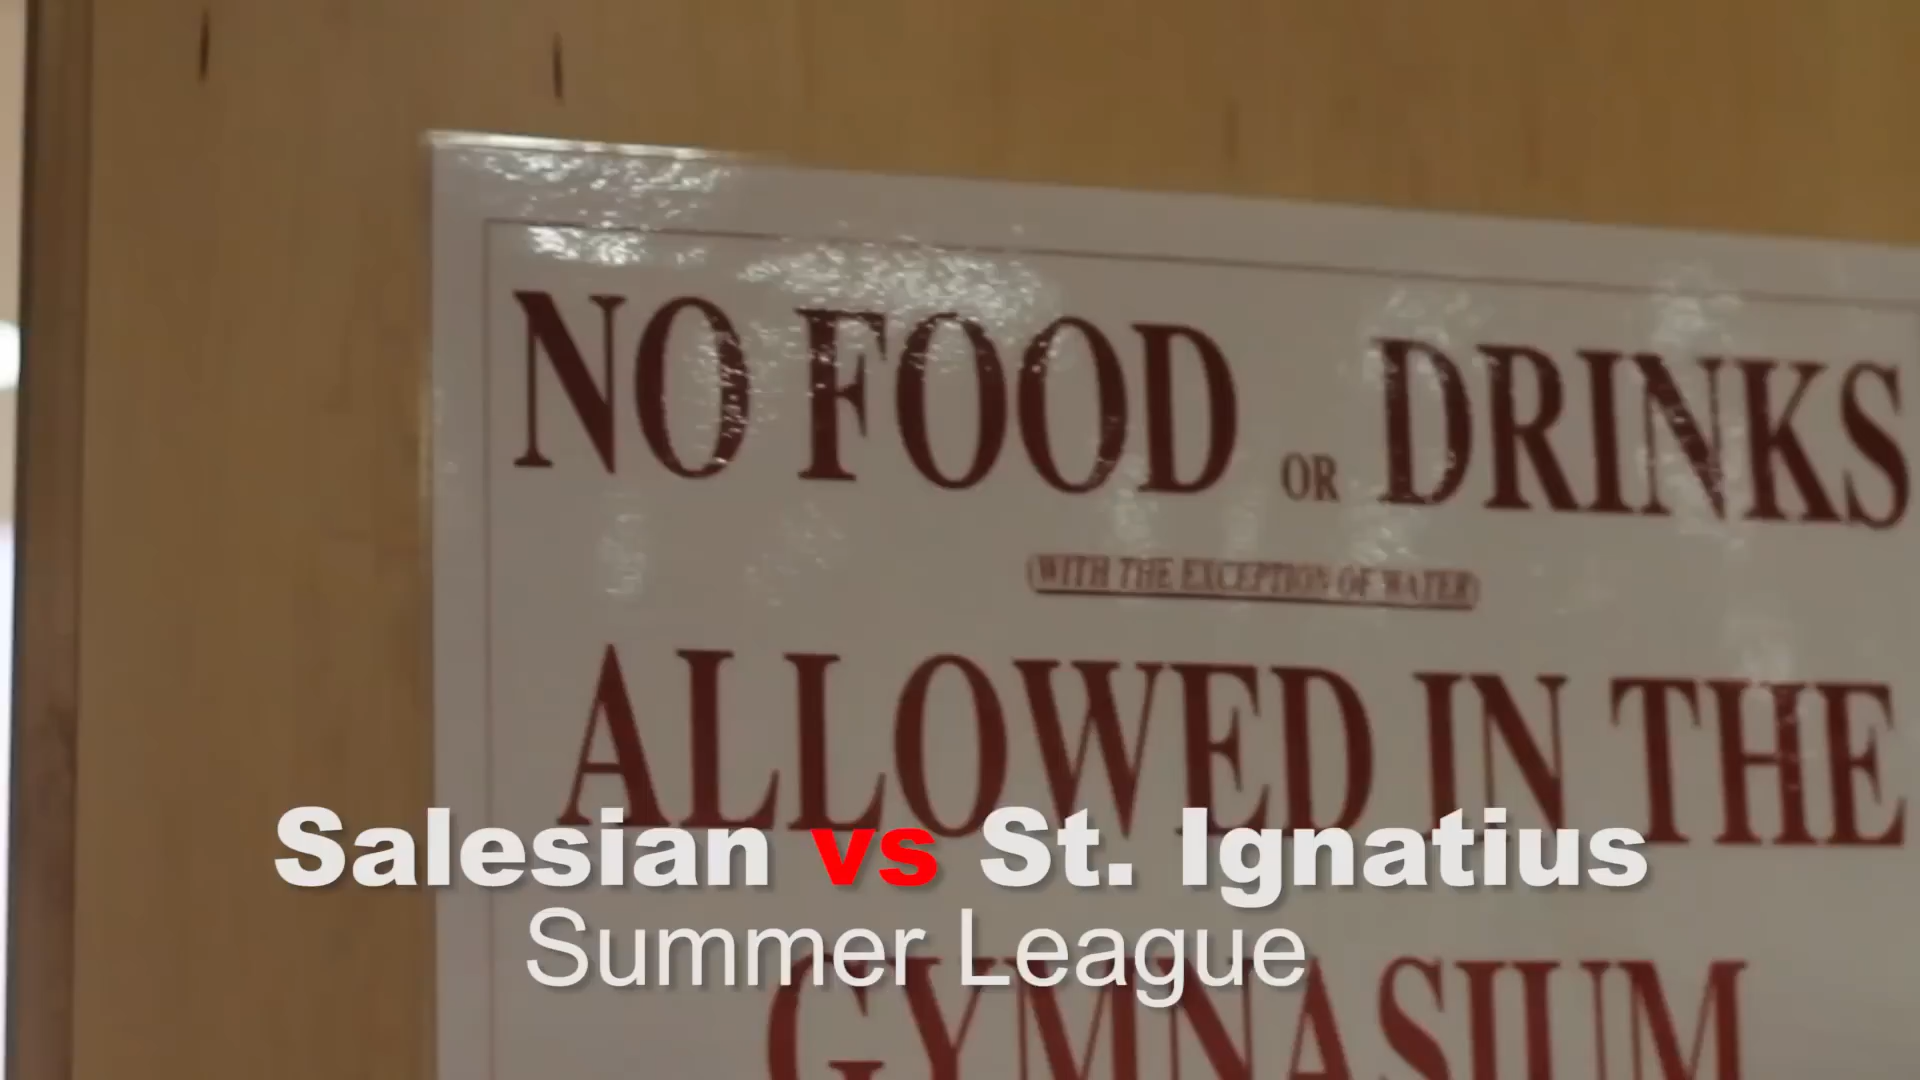 NO FOOD OR DRINKS
(WITH THE EXCEPTION OF WATER)
ALLOWED IN THE
Salesian vs St. Ignatius
Summer League
GYMNASIUM